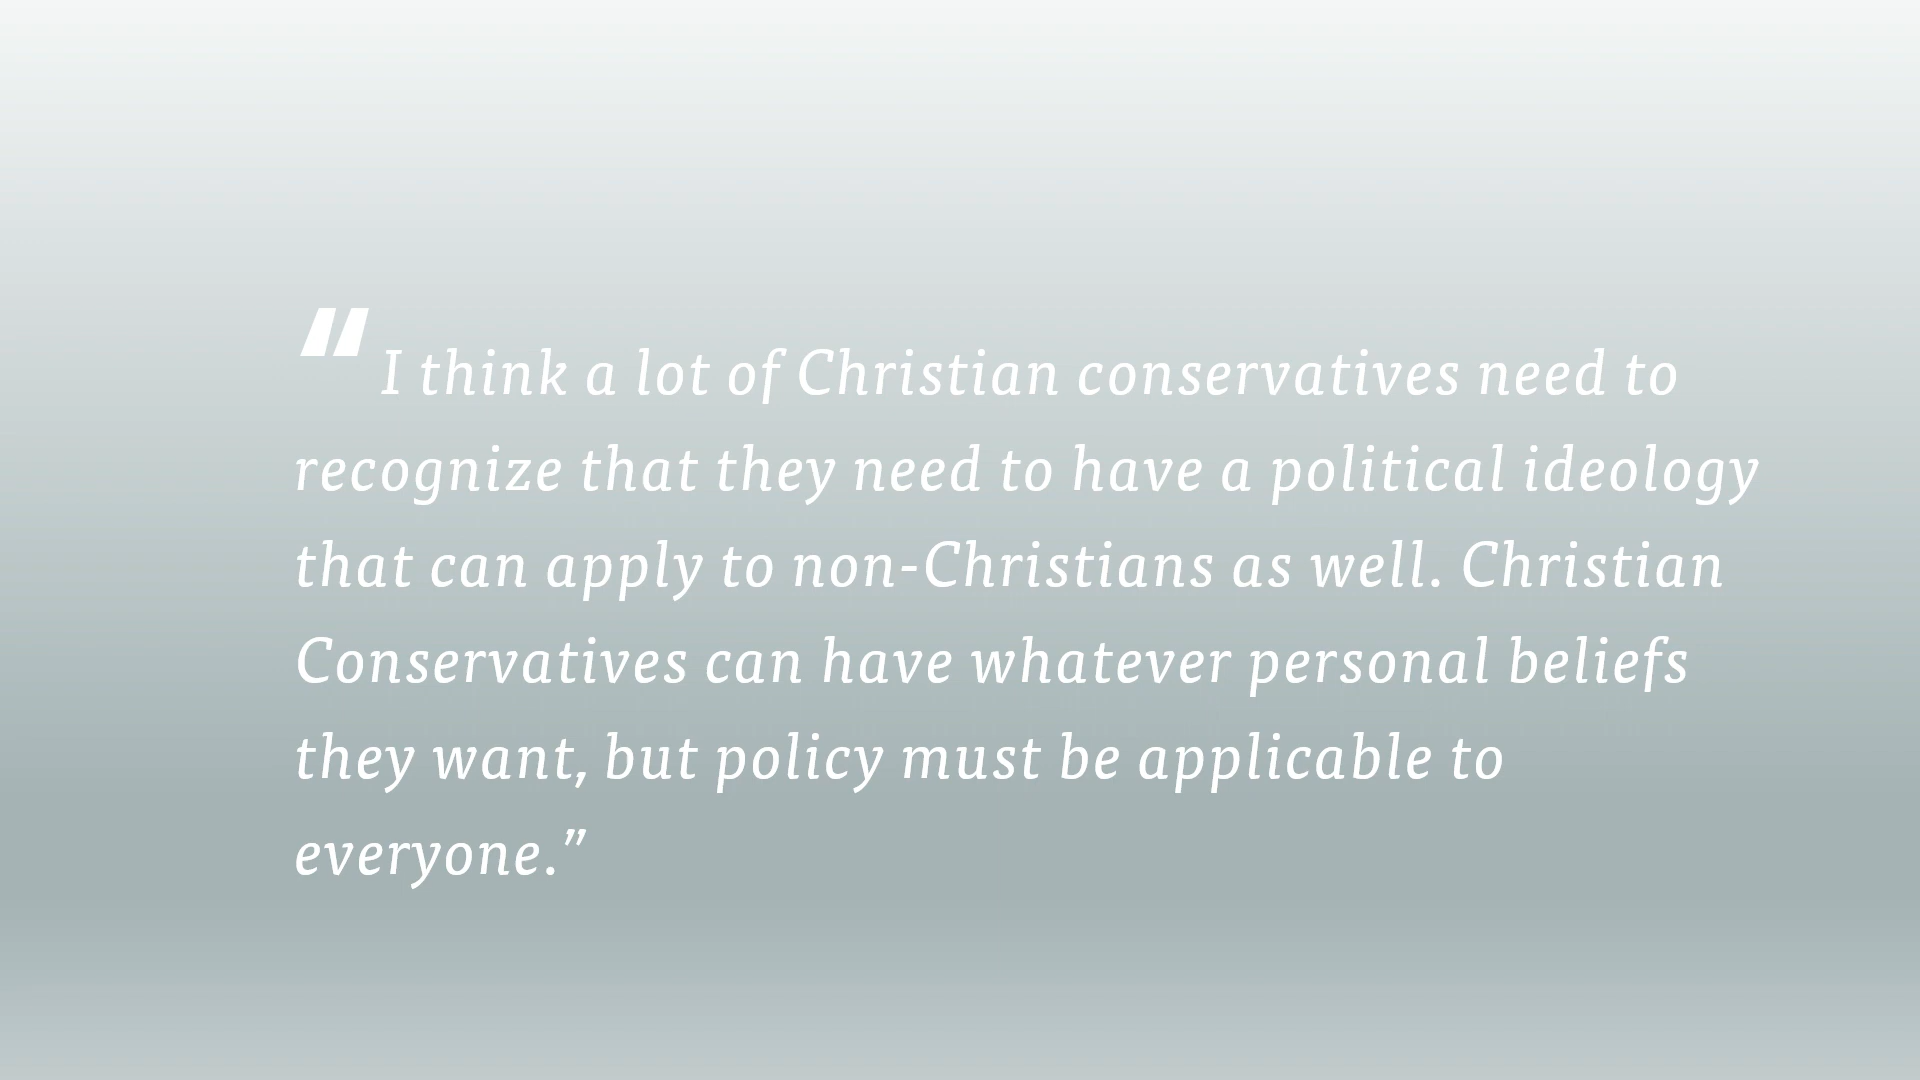 “I think a lot of Christian conservatives need to
recognize that they need to have a political ideology
that can apply to non-Christians as well. Christian
Conservatives can have whatever personal beliefs
they want, but policy must be applicable to
everyone.”